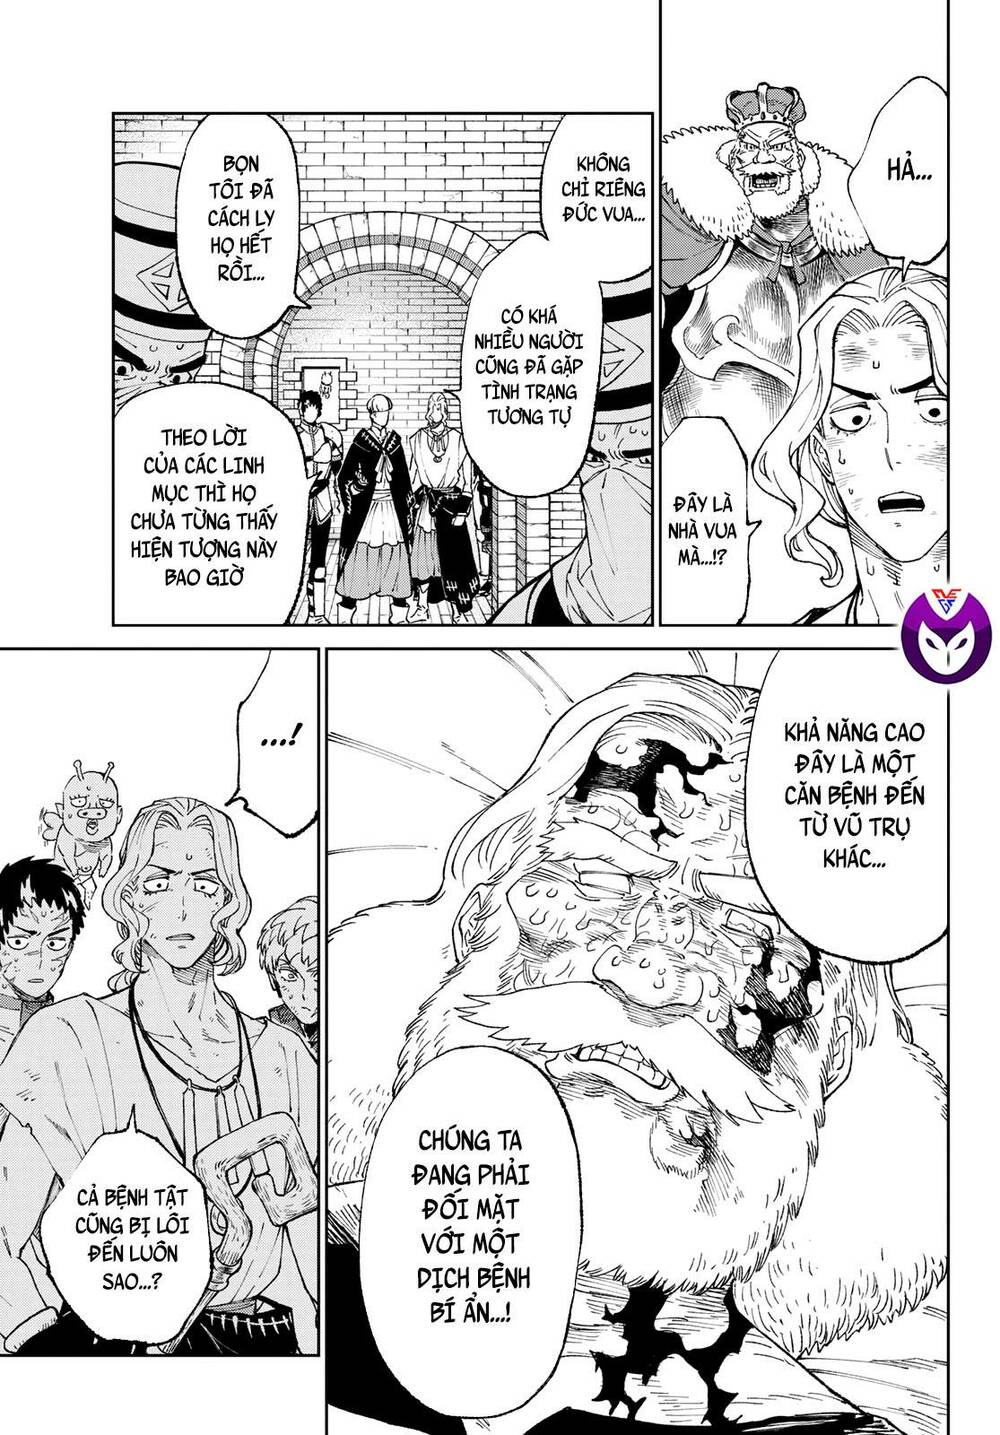 HẢ...
ĐÂY LÀ
NHÀ VUA
MÀ...!?
KHÔNG
CHỈ RIÊNG
ĐỨC VUA...
CÓ KHÁ
NHIỀU NGƯỜI
CŨNG ĐÃ GẶP
TÌNH TRẠNG
TƯƠNG TỰ
BỌN
TÔI ĐÃ
CÁCH LY
HỌ HẾT
RỒI...
THEO LỜI
CỦA CÁC LINH
MỤC THÌ HỌ
CHƯA TỪNG THẤY
HIỆN TƯỢNG NÀY
BAO GIỜ
KHẢ NĂNG CAO
ĐÂY LÀ MỘT
CĂN BỆNH ĐẾN
TỪ VŨ TRỤ
KHÁC...
CHÚNG TA
ĐANG PHẢI
ĐỐI MẶT
VỚI MỘT
DỊCH BỆNH
BÍ ẨN...!
...!
CẢ BỆNH TẬT
CŨNG BỊ LÔI
ĐẾN LUÔN
SAO...?